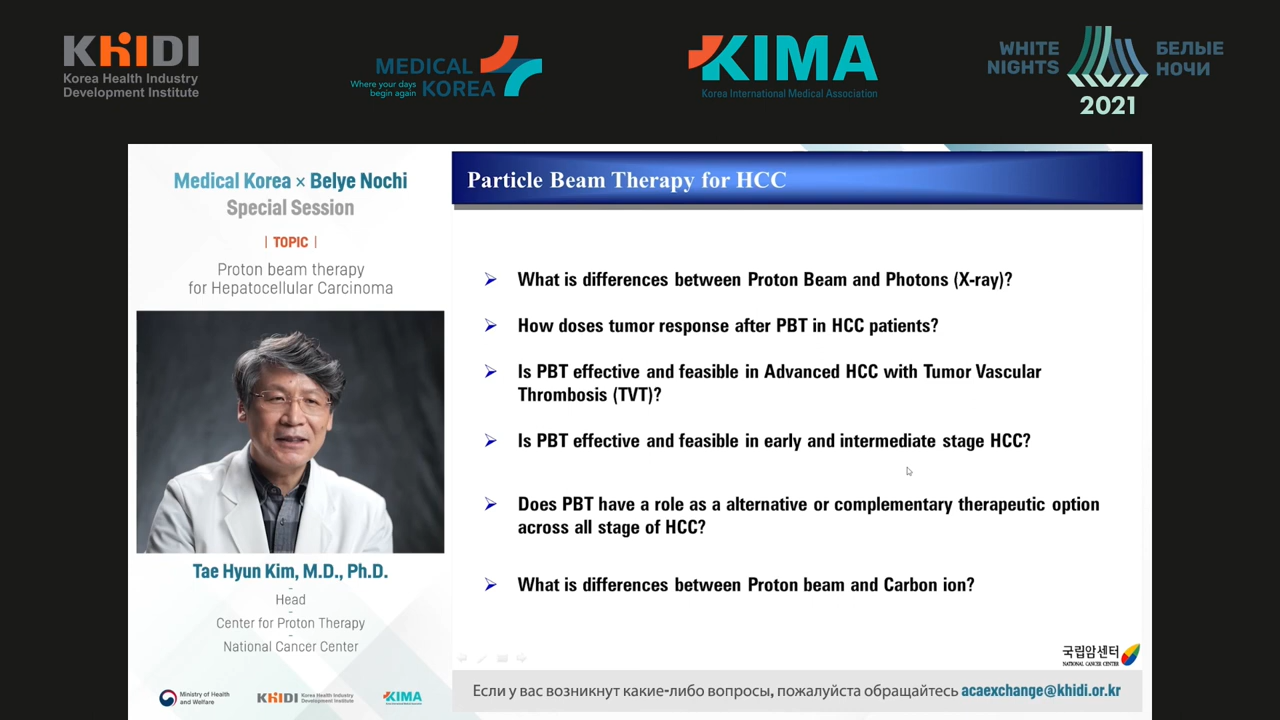 KHIDI
Korea Health Industry
Development Institute
MEDICAL
KOREA
Where your days
begin again
KIMA
Korea International Medical Association
WHITE
NIGHTS
БЕЛЫЕ
НОЧИ
2021
Medical Korea × Belye Nochi
Special Session
| TOPIC |
Proton beam therapy
for Hepatocellular Carcinoma
Tae Hyun Kim, M.D., Ph.D.
-
Head
-
Center for Proton Therapy
-
National Cancer Center
Ministry of Health
and Welfare
KHIDI
Korea Health Industry
Development Institute
KIMA
Particle Beam Therapy for HCC
What is differences between Proton Beam and Photons (X-ray)?
How doses tumor response after PBT in HCC patients?
Is PBT effective and feasible in Advanced HCC with Tumor Vascular
Thrombosis (TVT)?
Is PBT effective and feasible in early and intermediate stage HCC?
Does PBT have a role as a alternative or complementary therapeutic option
across all stage of HCC?
What is differences between Proton beam and Carbon ion?
국립암센터
NATIONAL CANCER CENTER
Если у вас возникнут какие-либо вопросы, пожалуйста обращайтесь acaexchange@khidi.or.kr